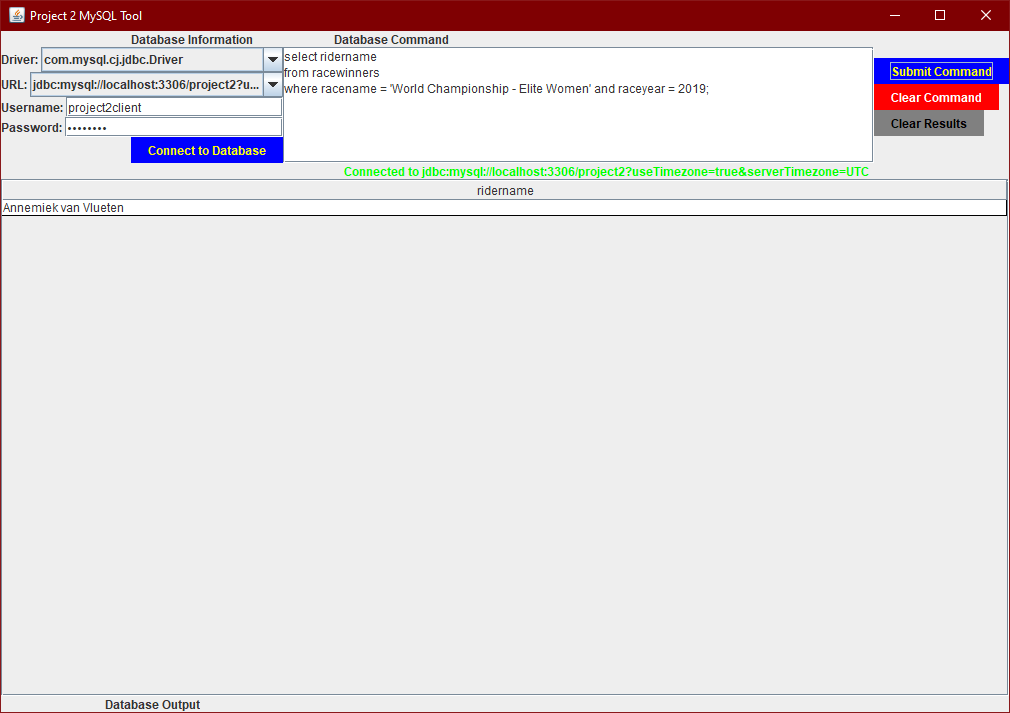 Project 2 MySQL Tool
Database Information
Database Command
Driver: com.mysql.cj.jdbc.Driver
URL: jdbc:mysql://localhost:3306/project2?u...
Username: project2client
Password: ••••••••
Connect to Database
select ridername
from racewinners
where racename = 'World Championship - Elite Women' and raceyear = 2019;
Submit Command
Clear Command
Clear Results
Connected to jdbc:mysql://localhost:3306/project2?useTimezone=true&serverTimezone=UTC
ridername
Annemiek van Vlueten
Database Output